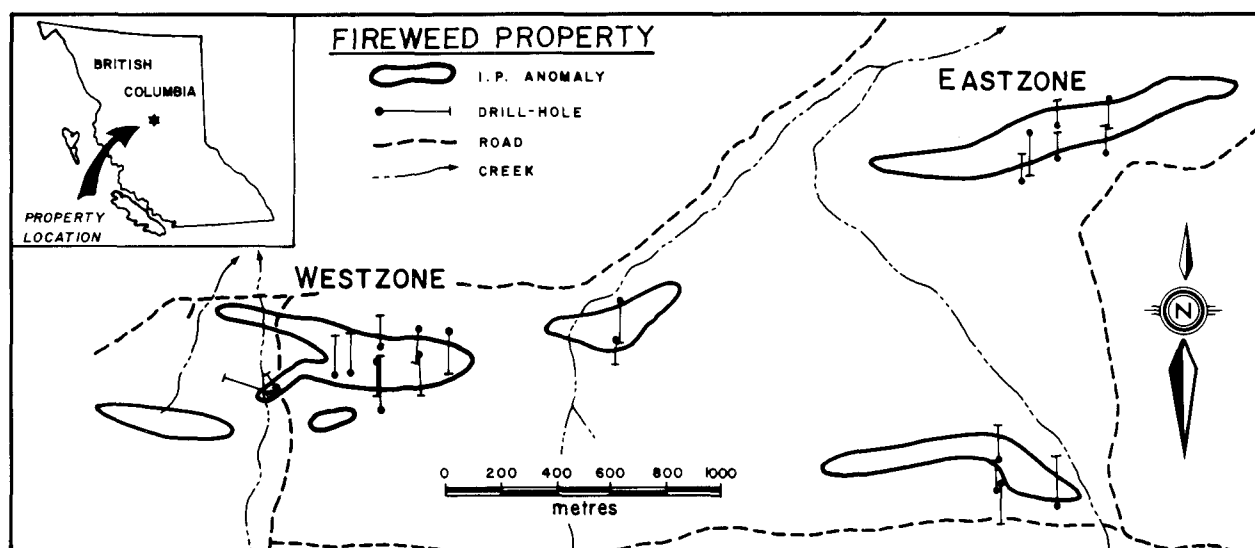 BRITISH
COLUMBIA
PROPERTY
LOCATION
FIREWEED PROPERTY
I.P. ANOMALY
DRILL-HOLE
ROAD
CREEK
EASTZONE
WESTZONE
N
0 200 400 600 800 1000
metres